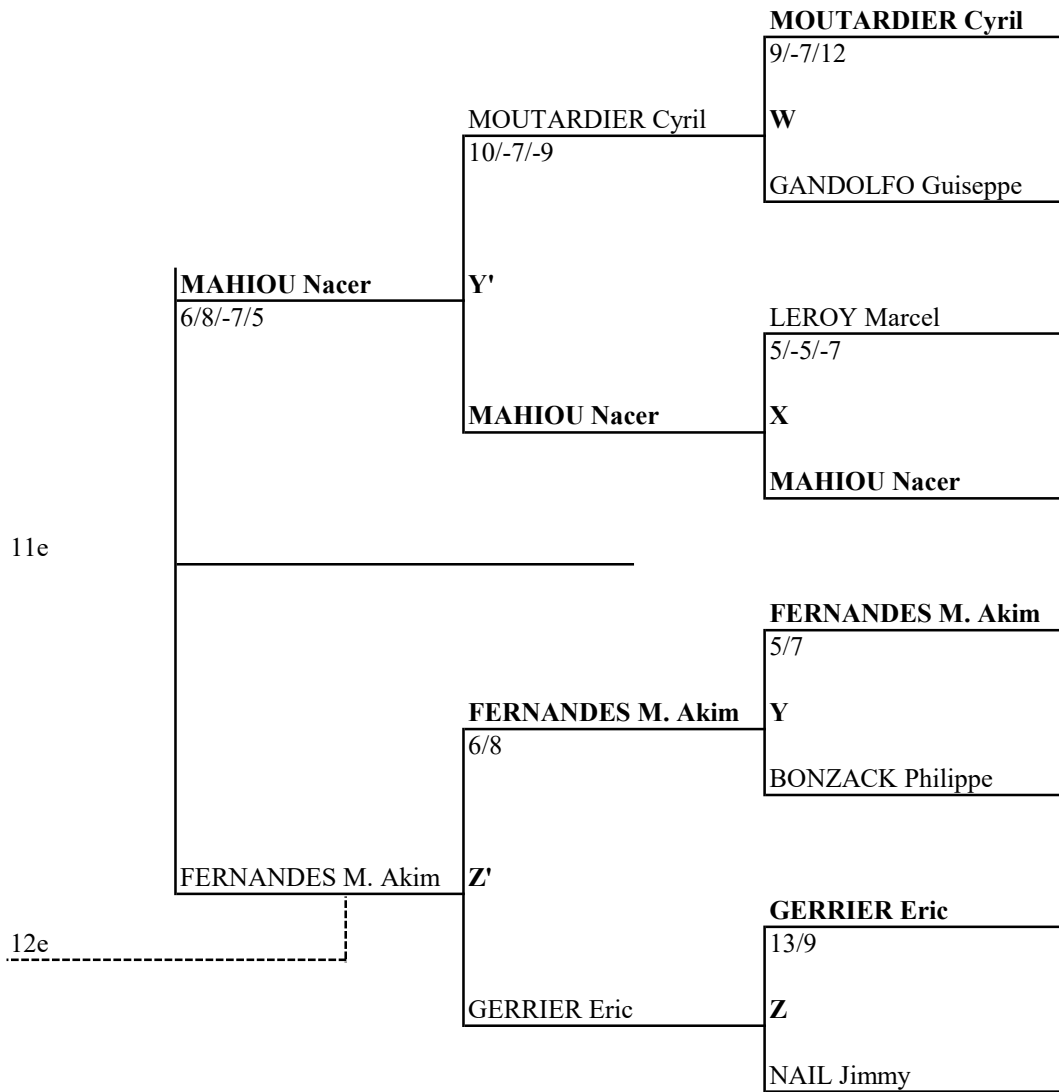 MOUTARDIER Cyril
9/-7/12
MOUTARDIER Cyril
W
10/-7/-9
GANDOLFO Guiseppe
MAHIOU Nacer
Y'
6/8/-7/5
LEROY Marcel
5/-5/-7
MAHIOU Nacer
X
MAHIOU Nacer
11e
FERNANDES M. Akim
5/7
FERNANDES M. Akim
Y
6/8
BONZACK Philippe
FERNANDES M. Akim
Z'
GERRIER Eric
12e
13/9
GERRIER Eric
Z
NAIL Jimmy